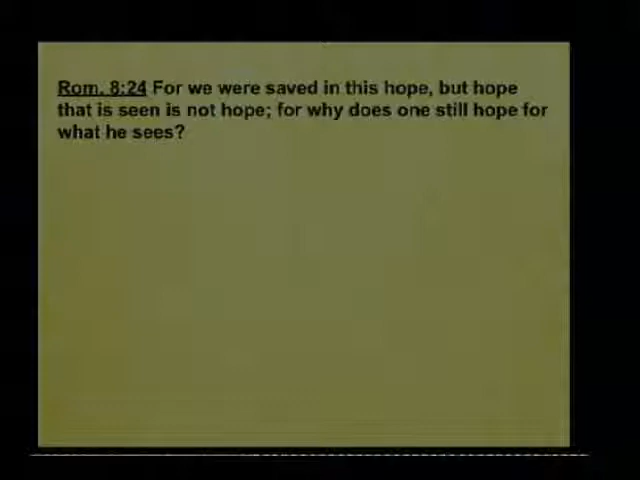 Rom. 8:24 For we were saved in this hope, but hope
that is seen is not hope; for why does one still hope for
what he sees?